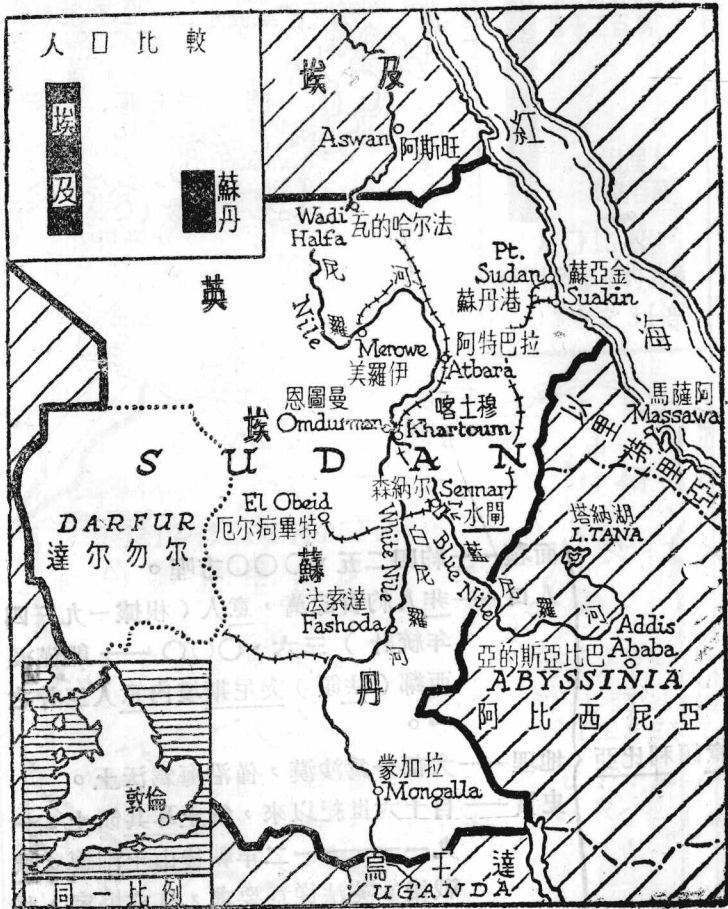 人口比較
埃及
蘇丹
埃及
Aswan
阿斯旺
紅
海
Wadi
Halfa
瓦的哈尔法
尼
羅
河
Nile
Pt.
Sudan
蘇丹港
蘇亞金
Suakin
Merowe
美羅伊
阿特巴拉
Atbara
馬薩阿
Massawa
恩圖曼
Omdurman
喀土穆
Khartoum
英
埃
蘇
丹
SUDAN
森納尔
Sennar
水閘
El Obeid
厄尔疴畢特
DARFUR
達尔勿尔
White Nile
白
尼
羅
河
Blue Nile
藍
尼
羅
河
塔納湖
L.TANA
法索達
Fashoda
Addis
Ababa
亞的斯亞比巴
ABYSSINIA
阿比西尼亞
里特里亞
蒙加拉
Mongalla
烏干達
UGANDA
敦倫
同一比例